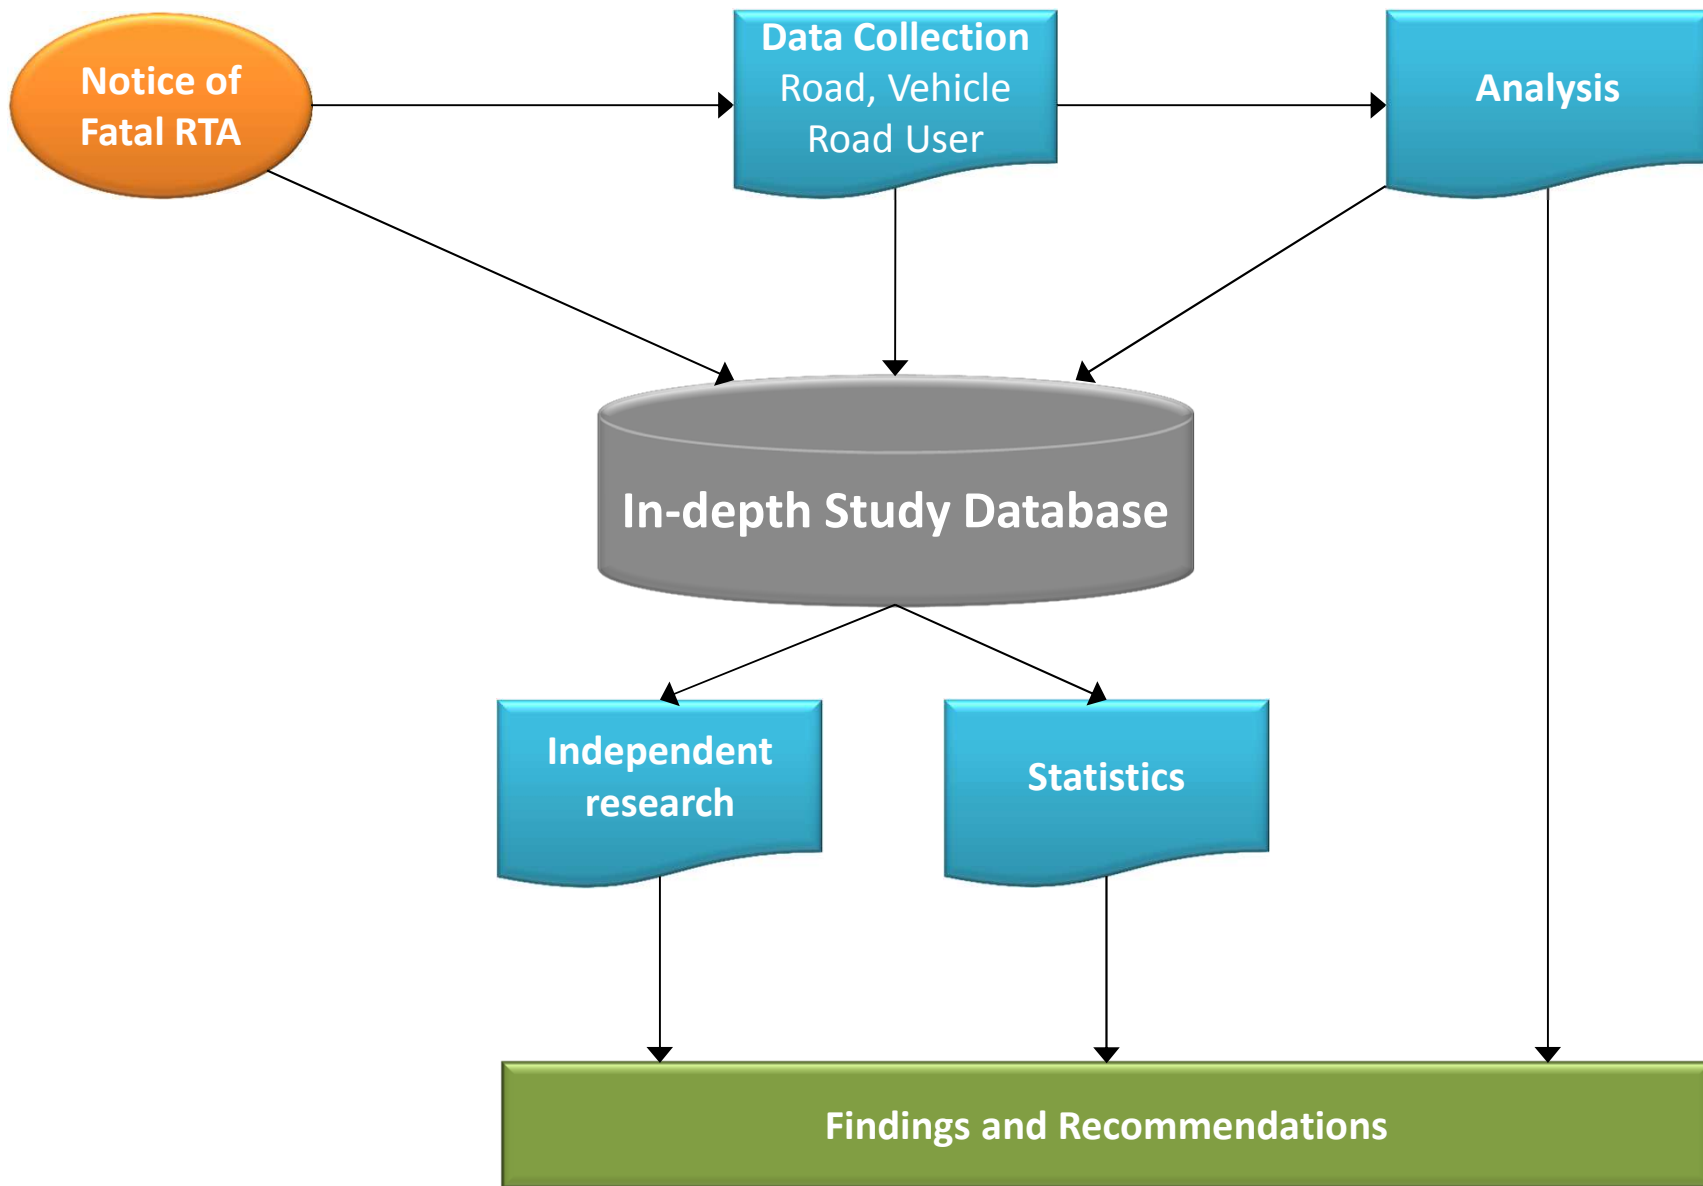 Notice of
Fatal RTA
Data Collection
Road, Vehicle
Road User
Analysis
In-depth Study Database
Independent
research
Statistics
Findings and Recommendations